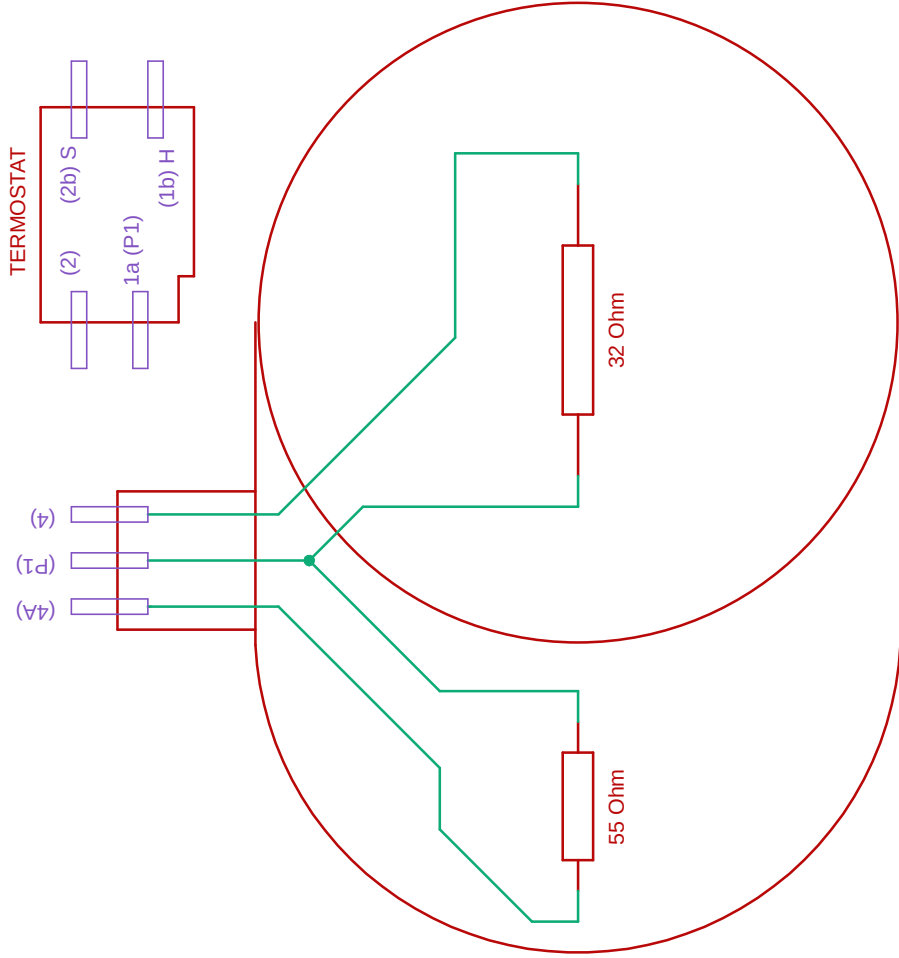 TERMOSTAT
(2b) S
(1b) H
(2)
1a (P1)
32 Ohm
(4)
(P1)
(4A)
55 Ohm